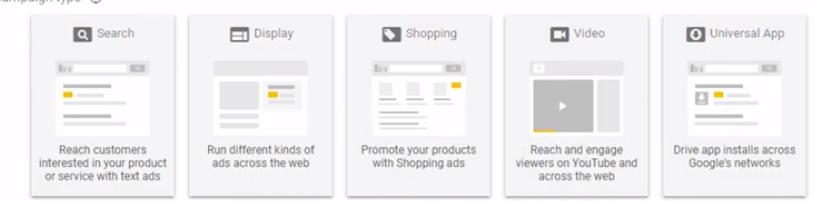 campaign type
Search
Display
Shopping
Video
Universal App
Reach customers
interested in your product
or service with text ads
Run different kinds of
ads across the web
Promote your products
with Shopping ads
Reach and engage
viewers on YouTube and
across the web
Drive app installs across
Google's networks